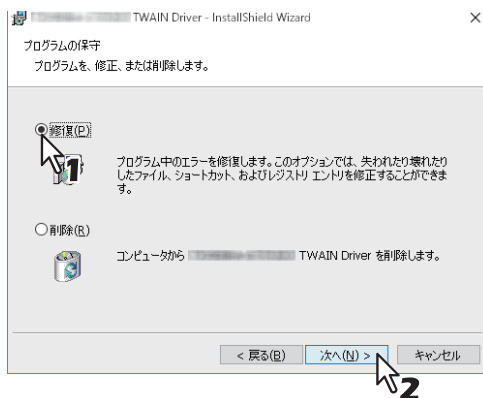 TWAIN Driver - InstallShield Wizard
プログラムの保守
プログラムを、修正、または削除します。
修復(P)
1
プログラム中のエラーを修復します。このオプションでは、失われたり壊れたり
したファイル、ショートカット、およびレジストリ エントリを修正することができま
す。
削除(R)
コンピュータから TWAIN Driver を削除します。
< 戻る(B)
次へ(N) >
キャンセル
2